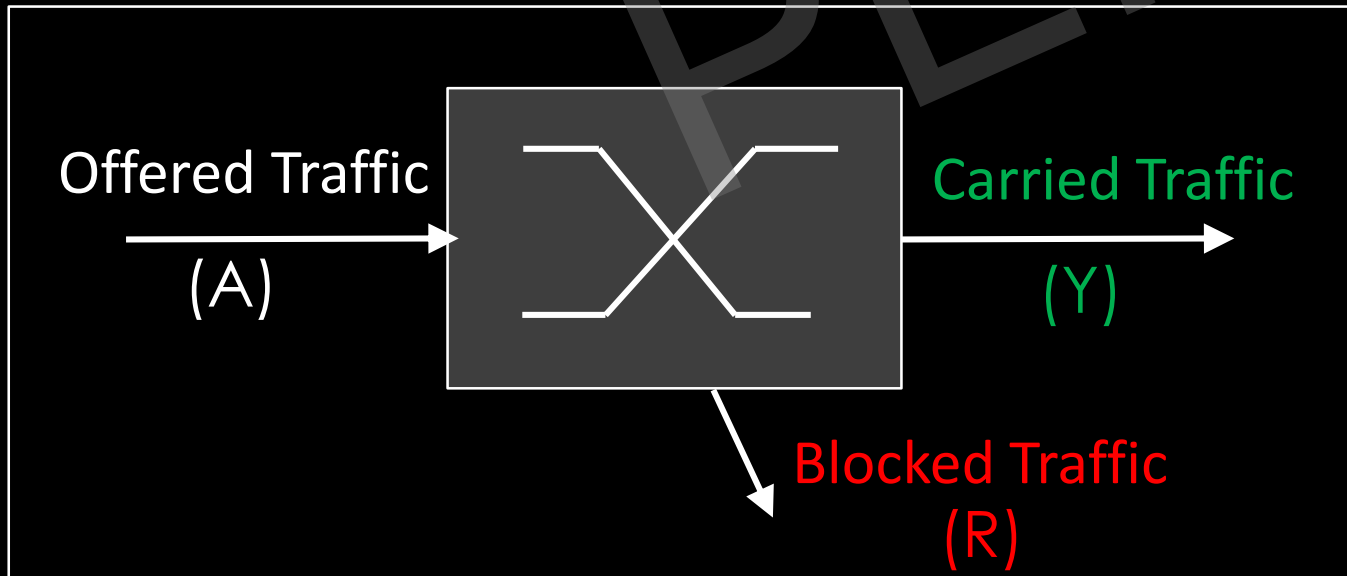 Offered Traffic
(A)
Carried Traffic
(Y)
Blocked Traffic
(R)